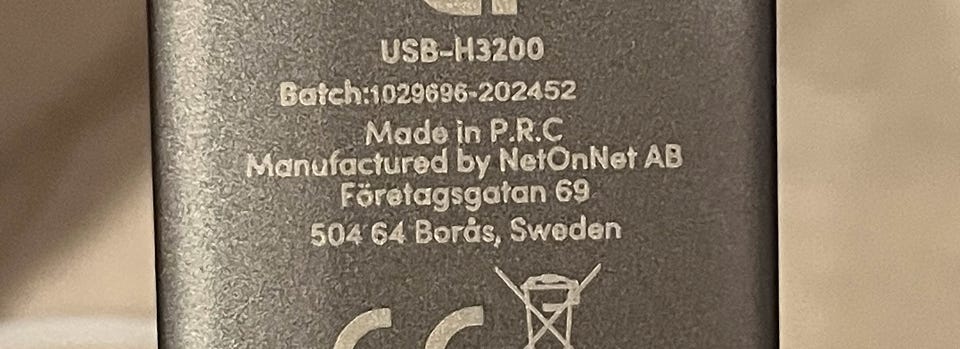 USB-H3200
Batch:1029696-202452
Made in P.R.C
Manufactured by NetOnNet AB
Företagsgatan 69
504 64 Borås, Sweden